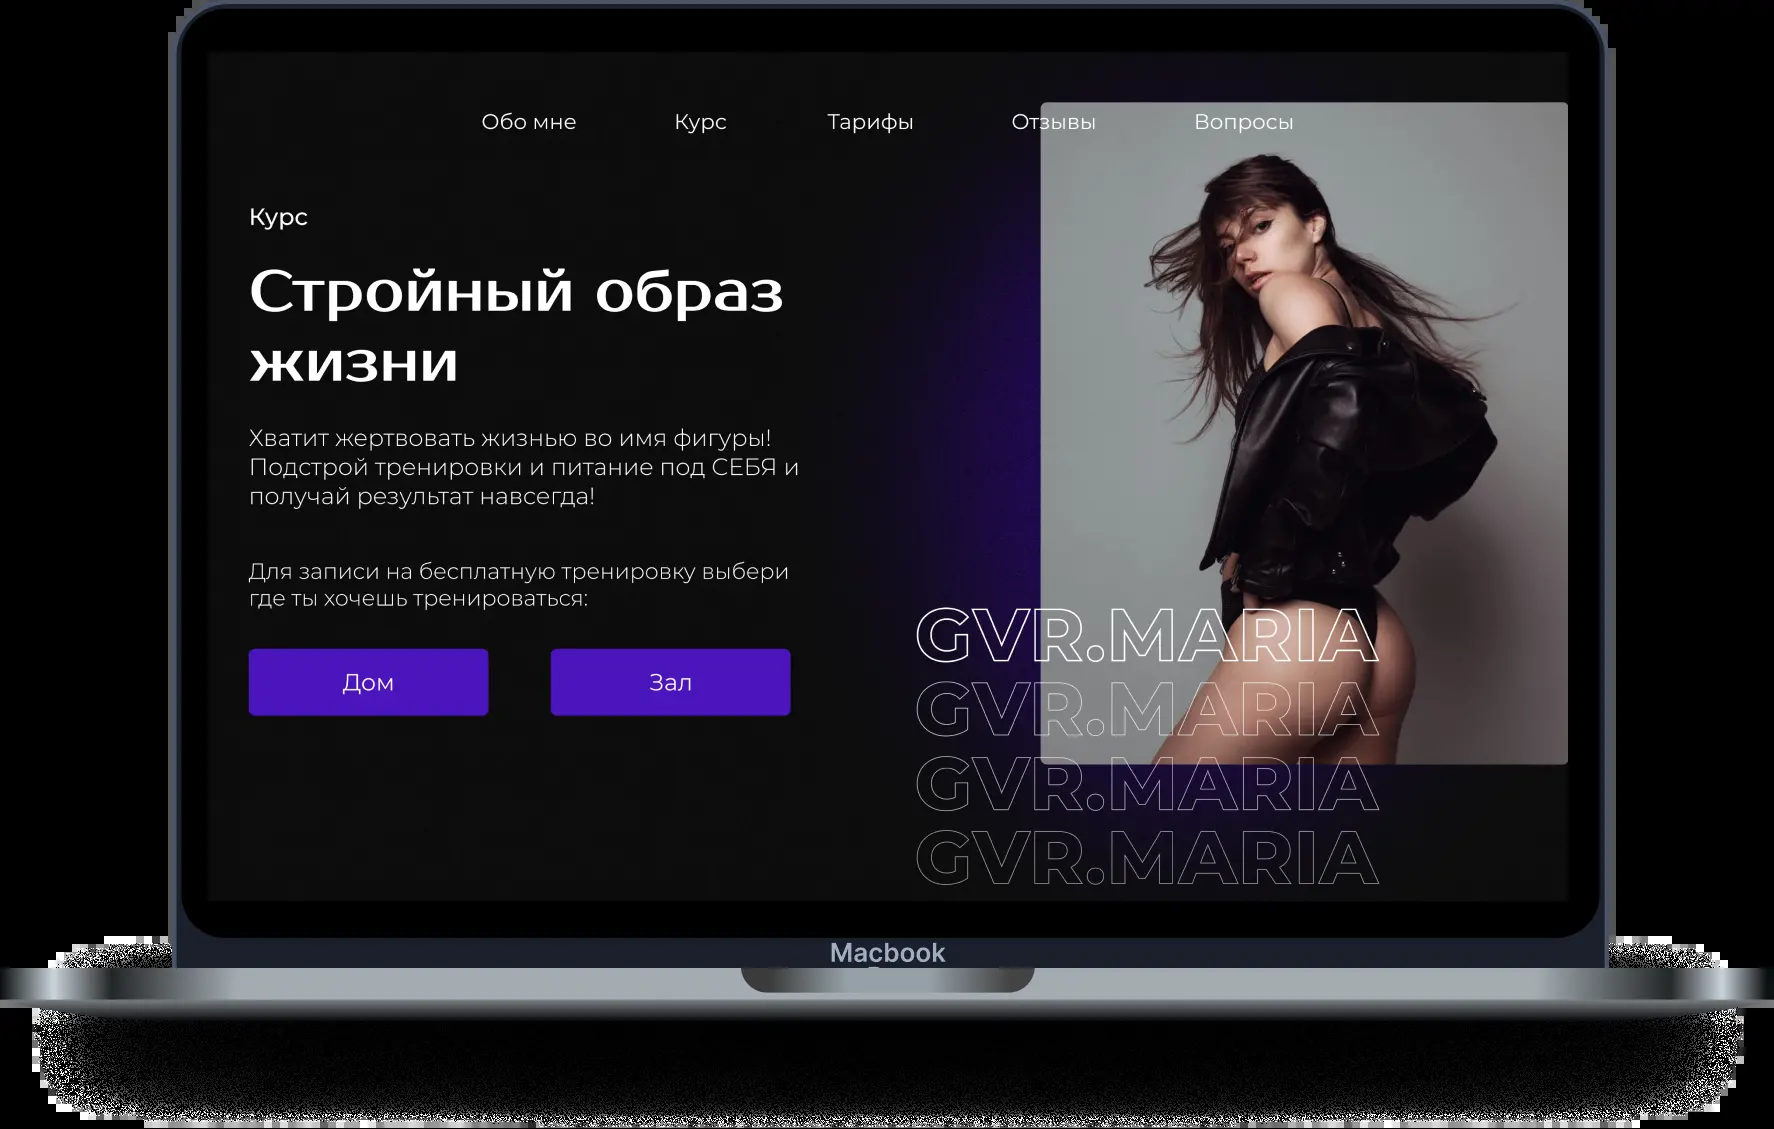 Обо мне
Курс
Тарифы
Отзывы
Вопросы
Курс
Стройный образ
жизни
Хватит жертвовать жизнью во имя фигуры!
Подстрой тренировки и питание под СЕБЯ и
получай результат навсегда!
Для записи на бесплатную тренировку выбери
где ты хочешь тренироваться:
Дом
Зал
GVR.MARIA
GVR.MARIA
GVR.MARIA
GVR.MARIA
Macbook